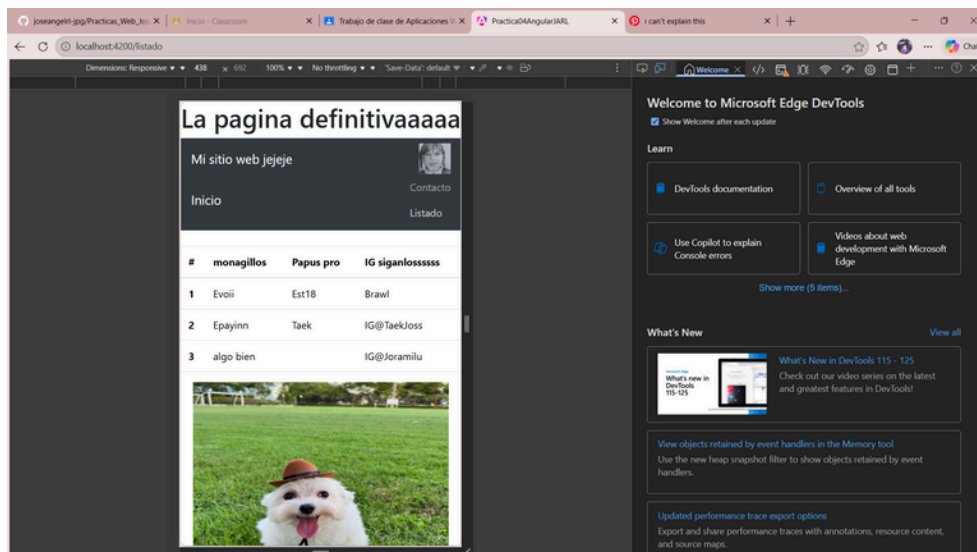 joseangelrl-jpg/Practicas_Web_Jos
Inicio - Classroom
Trabajo de clase de Aplicaciones W
Practica04AngularJARL
i can't explain this
localhost:4200/listado
Dimensions: Responsive
438 x 692
100%
No throttling
'Save-Data': default
Welcome
La pagina definitivaaaaa
Mi sitio web jejeje
Contacto
Inicio
Listado
# monagillos Papus pro IG siganlossssss
1 Evoii Est18 Brawl
2 Epayinn Taek IG@TaekJoss
3 algo bien IG@Joramilu
Welcome to Microsoft Edge DevTools
Show Welcome after each update
Learn
DevTools documentation
Overview of all tools
Use Copilot to explain
Console errors
Videos about web
development with Microsoft
Edge
Show more (5 items)...
What's New
View all
What's new in
DevTools
115-125
What's New in DevTools 115 - 125
Check out our video series on the latest
and greatest features in DevTools!
View objects retained by event handlers in the Memory tool
Use the new heap snapshot filter to show objects retained by event
handlers.
Updated performance trace export options
Export and share performance traces with annotations, resource content,
and source maps.